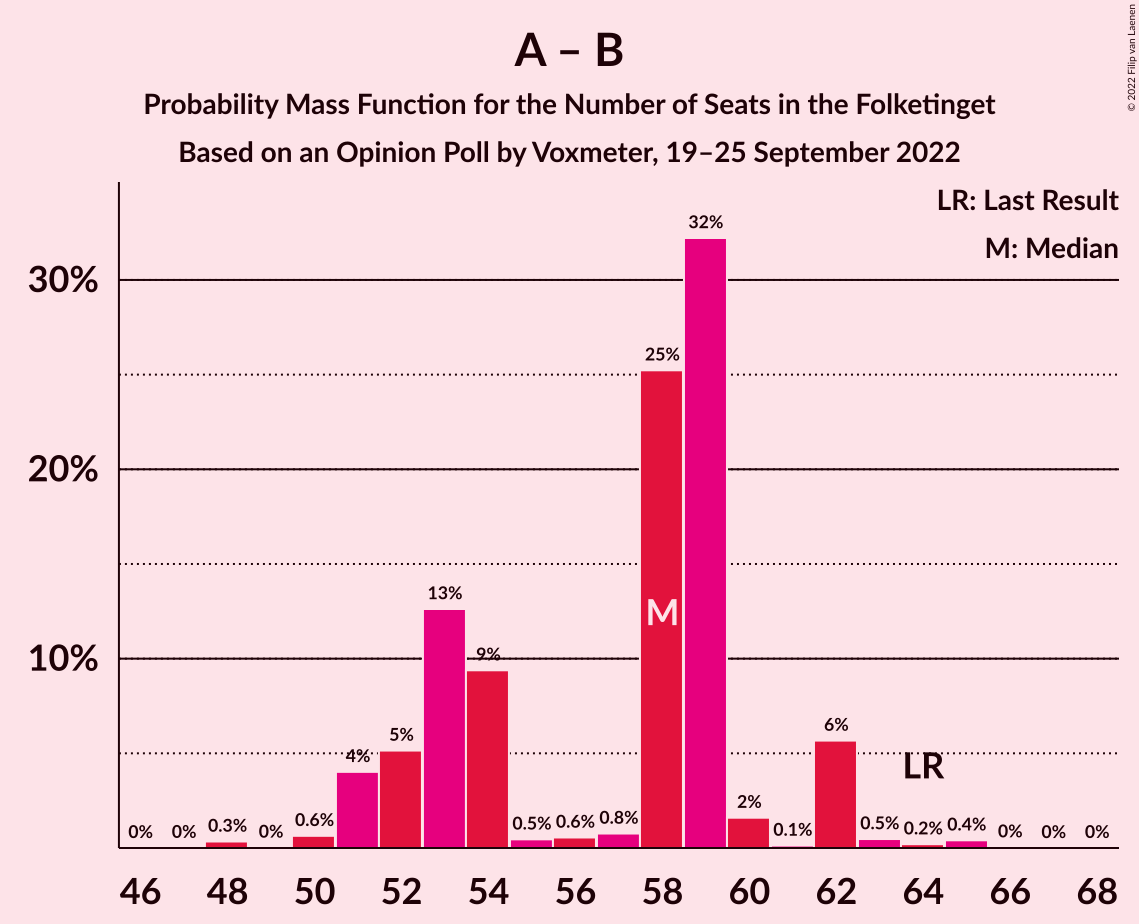 A – B
Probability Mass Function for the Number of Seats in the Folketinget
Based on an Opinion Poll by Voxmeter, 19–25 September 2022
© 2022 Filip van Laenen
LR: Last Result
M: Median
30%
20%
10%
0% 0% 0.3% 0% 0.6% 4% 5% 13% 9% 0.5% 0.6% 0.8% 25% 32% 2% 0.1% 6% 0.5% 0.2% 0.4% 0% 0% 0%
M
LR
46 48 50 52 54 56 58 60 62 64 66 68